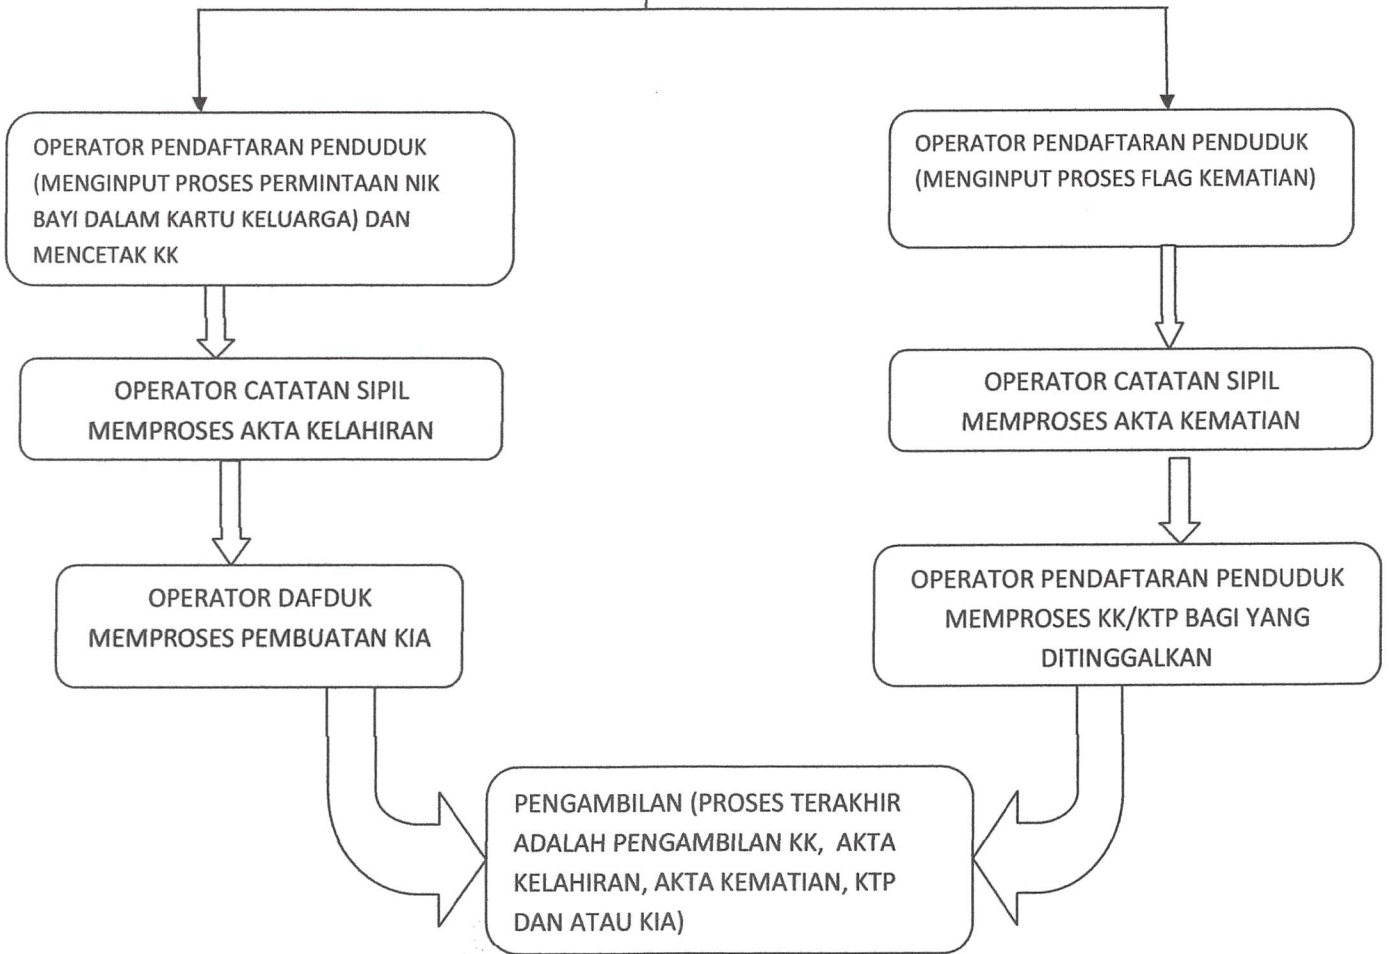 OPERATOR PENDAFTARAN PENDUDUK
(MENGINPUT PROSES PERMINTAAN NIK
BAYI DALAM KARTU KELUARGA) DAN
MENCETAK KK
OPERATOR CATATAN SIPIL
MEMPROSES AKTA KELAHIRAN
OPERATOR DAFDUK
MEMPROSES PEMBUATAN KIA
OPERATOR PENDAFTARAN PENDUDUK
(MENGINPUT PROSES FLAG KEMATIAN)
OPERATOR CATATAN SIPIL
MEMPROSES AKTA KEMATIAN
OPERATOR PENDAFTARAN PENDUDUK
MEMPROSES KK/KTP BAGI YANG
DITINGGALKAN
PENGAMBILAN (PROSES TERAKHIR
ADALAH PENGAMBILAN KK, AKTA
KELAHIRAN, AKTA KEMATIAN, KTP
DAN ATAU KIA)